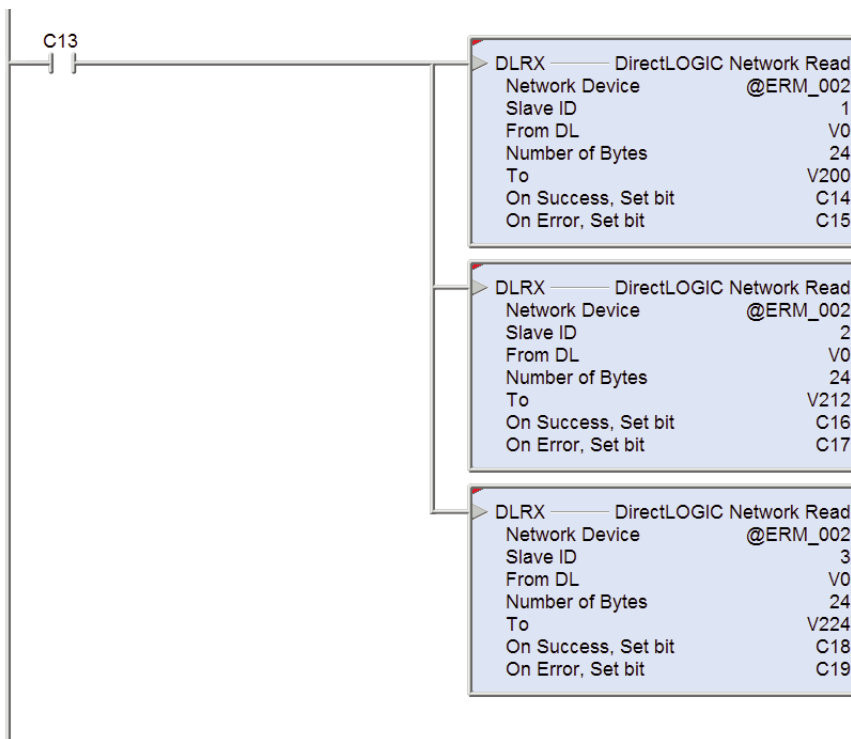 C13
DLRX DirectLOGIC Network Read
Network Device @ERM_002
Slave ID 1
From DL V0
Number of Bytes 24
To V200
On Success, Set bit C14
On Error, Set bit C15
DLRX DirectLOGIC Network Read
Network Device @ERM_002
Slave ID 2
From DL V0
Number of Bytes 24
To V212
On Success, Set bit C16
On Error, Set bit C17
DLRX DirectLOGIC Network Read
Network Device @ERM_002
Slave ID 3
From DL V0
Number of Bytes 24
To V224
On Success, Set bit C18
On Error, Set bit C19